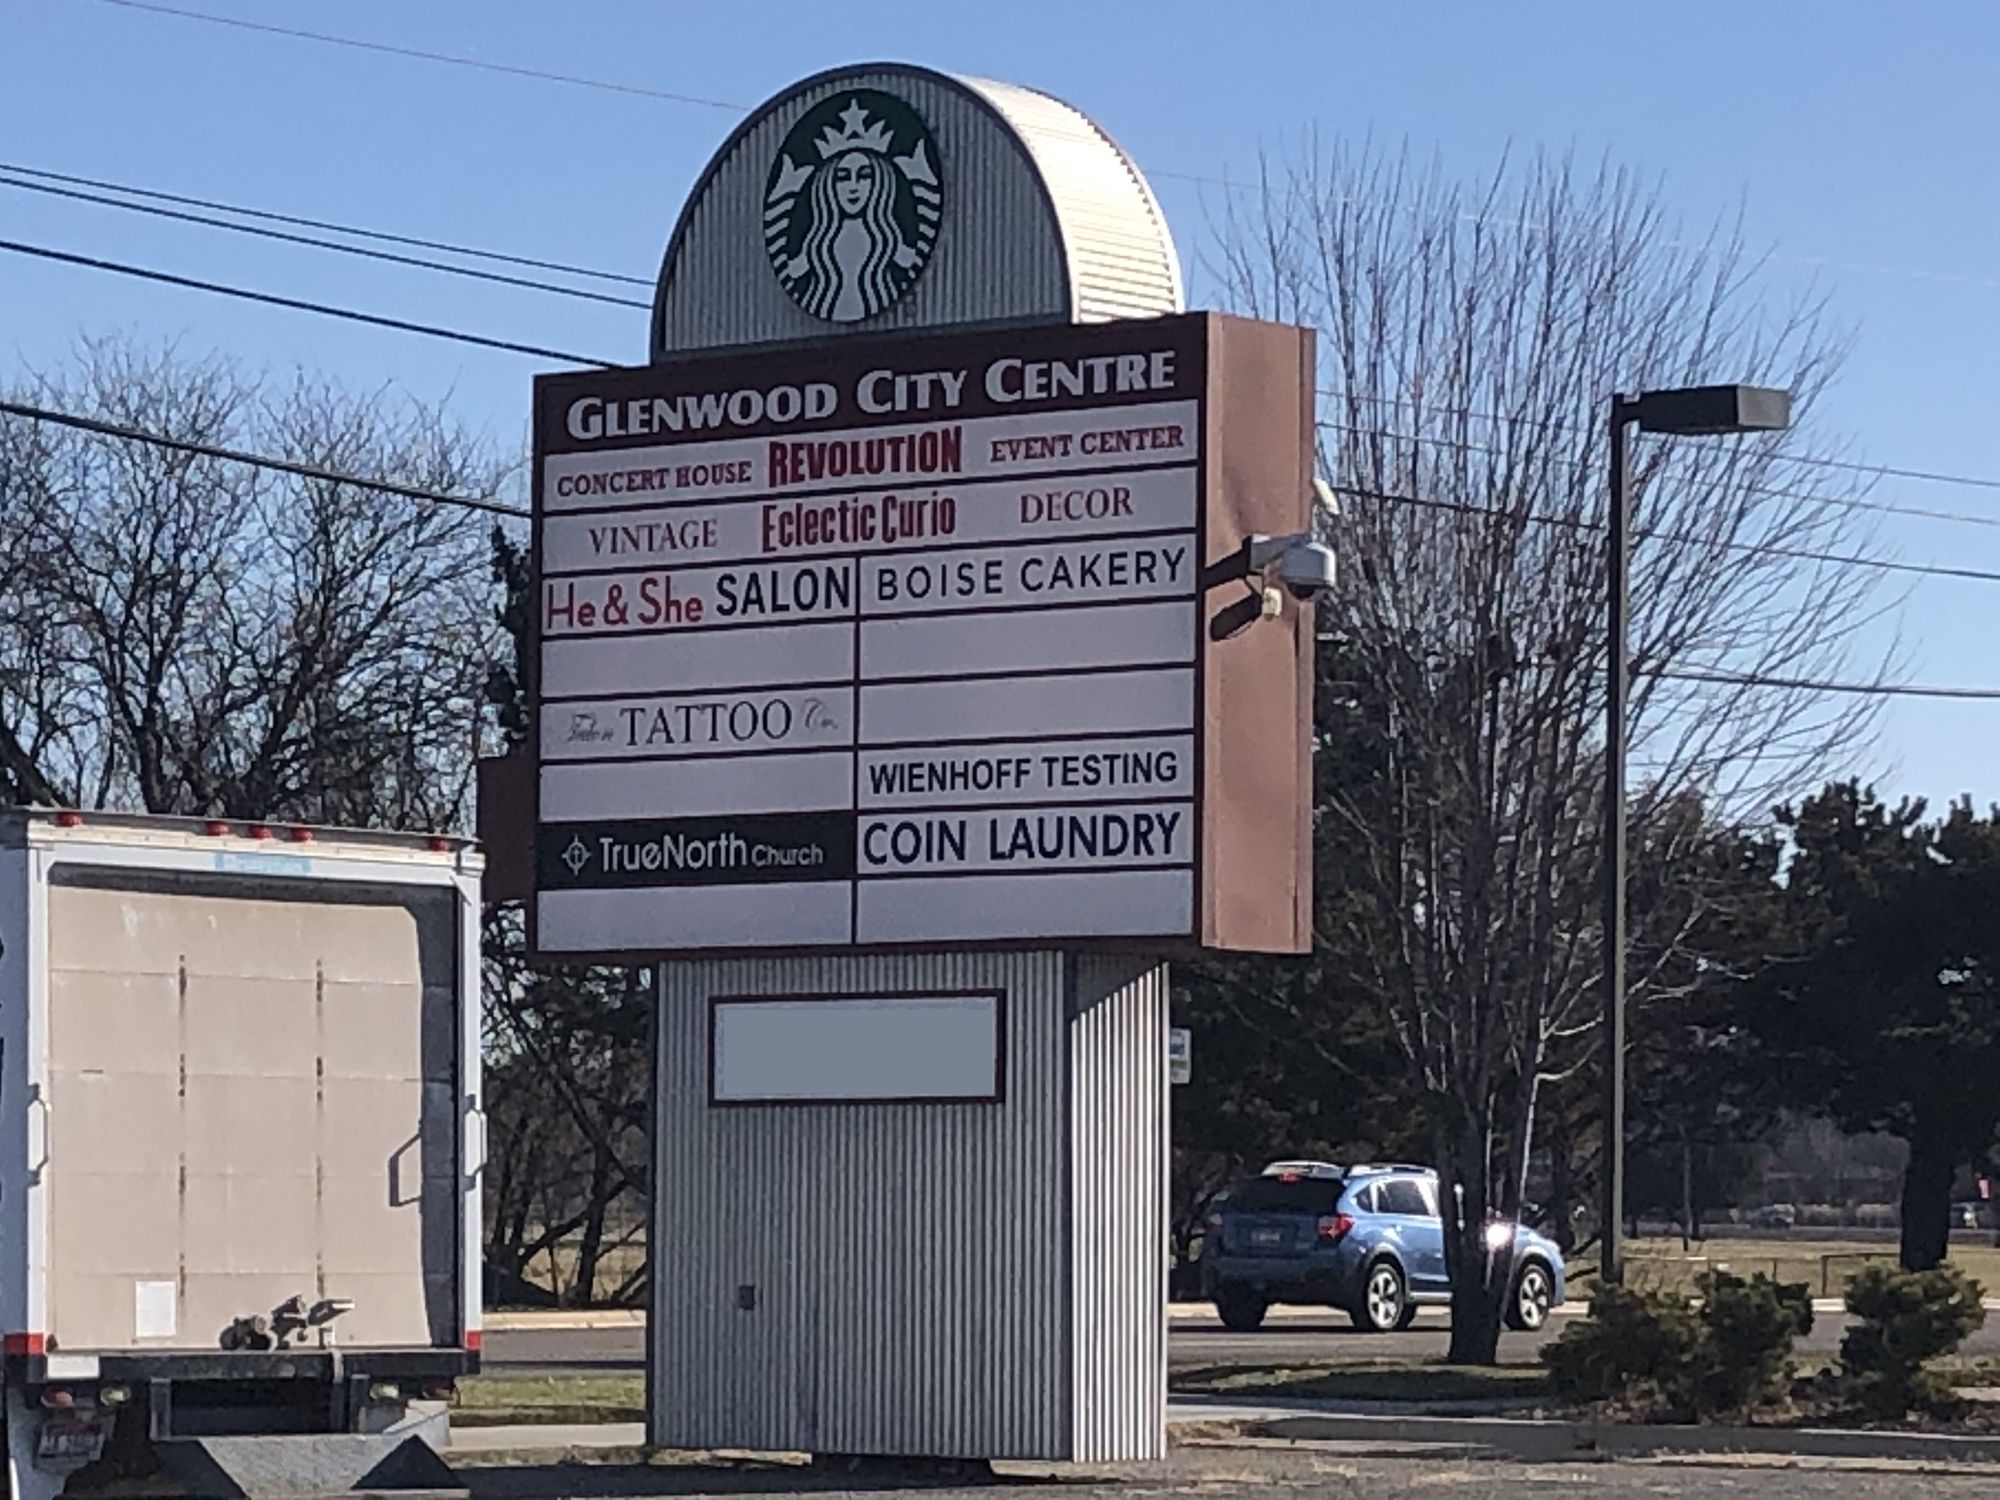 GLENWOOD CITY CENTRE
CONCERT HOUSE REVOLUTION EVENT CENTER
VINTAGE Eclectic Curio DECOR
He & She SALON
BOISE CAKERY
TATTOO Co.
WIENHOFF TESTING
TrueNorth Church
COIN LAUNDRY